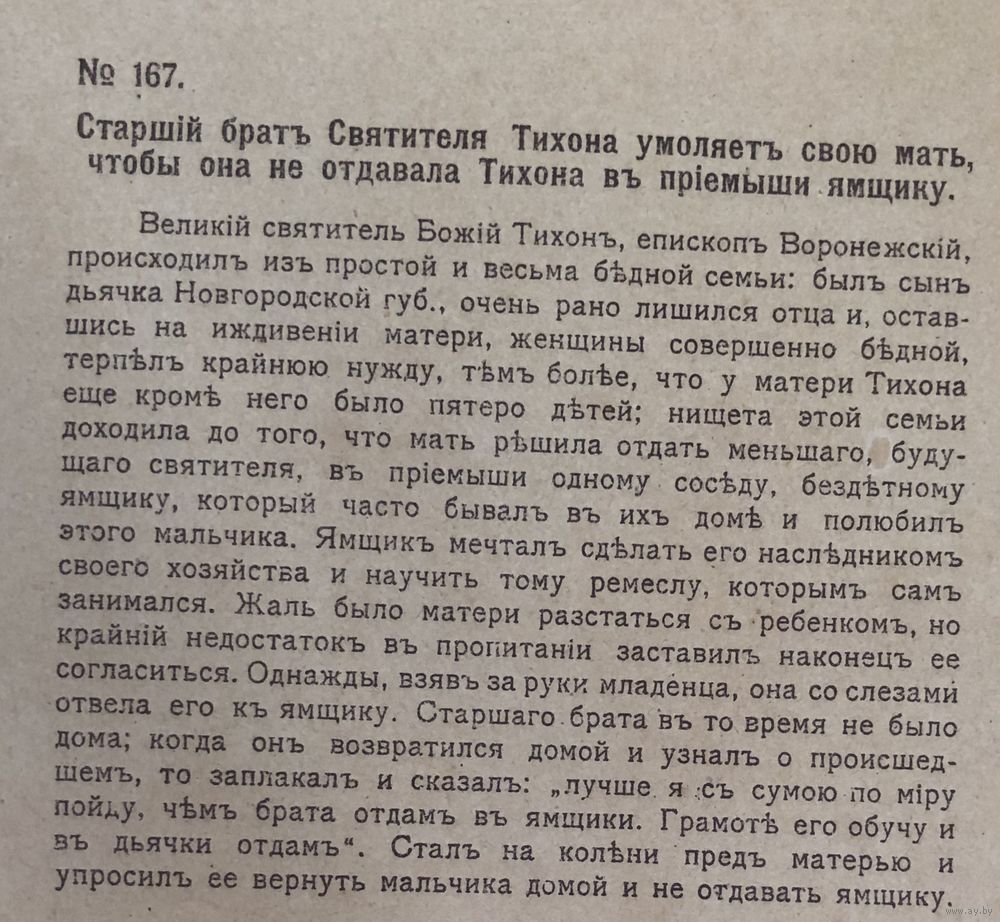 № 167.
Старшій братъ Святителя Тихона умоляетъ свою мать,
чтобы она не отдавала Тихона въ пріемыши ямщику.
Великій святитель Божій Тихонъ, епископъ Воронежскій,
происходилъ изъ простой и весьма бѣдной семьи: былъ сынъ
дьячка Новгородской губ., очень рано лишился отца и, остав-
шись на иждивеніи матери, женщины совершенно бѣдной,
терпѣлъ крайнюю нужду, тѣмъ болѣе, что у матери Тихона
еще кромѣ него было пятеро дѣтей; нищета этой семьи
доходила до того, что мать рѣшила отдать меньшаго, буду-
щаго святителя, въ пріемыши одному сосѣду, бездѣтному
ямщику, который часто бывалъ въ ихъ домѣ и полюбилъ
этого мальчика. Ямщикъ мечталъ сдѣлать его наслѣдникомъ
своего хозяйства и научить тому ремеслу, которымъ самъ
занимался. Жаль было матери разстаться съ ребенкомъ, но
крайній недостатокъ въ пропитаніи заставилъ наконецъ ее
согласиться. Однажды, взявъ за руки младенца, она со слезами
отвела его къ ямщику. Старшаго брата въ то время не было
дома; когда онъ возвратился домой и узналъ о происшед-
шемъ, то заплакалъ и сказалъ: „лучше я съ сумою по міру
пойду, чѣмъ брата отдамъ въ ямщики. Грамотѣ его обучу и
въ дьячки отдамъ“. Сталъ на колѣни предъ матерью и
упросилъ ее вернуть мальчика домой и не отдавать ямщику.
www.ay.by